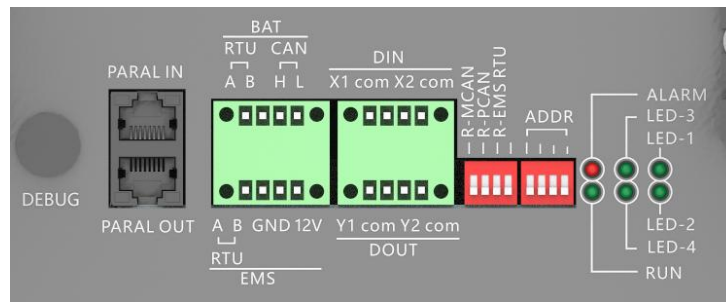 BAT
RTU CAN
A B H L
DIN
X1 com X2 com
PARAL IN
PARAL OUT
DEBUG
A B GND 12V
RTU
EMS
Y1 com Y2 com
DOUT
R-MCAN
R-PCAN
R-EMS RTU
ADDR
ALARM
LED-3
LED-1
LED-2
LED-4
RUN